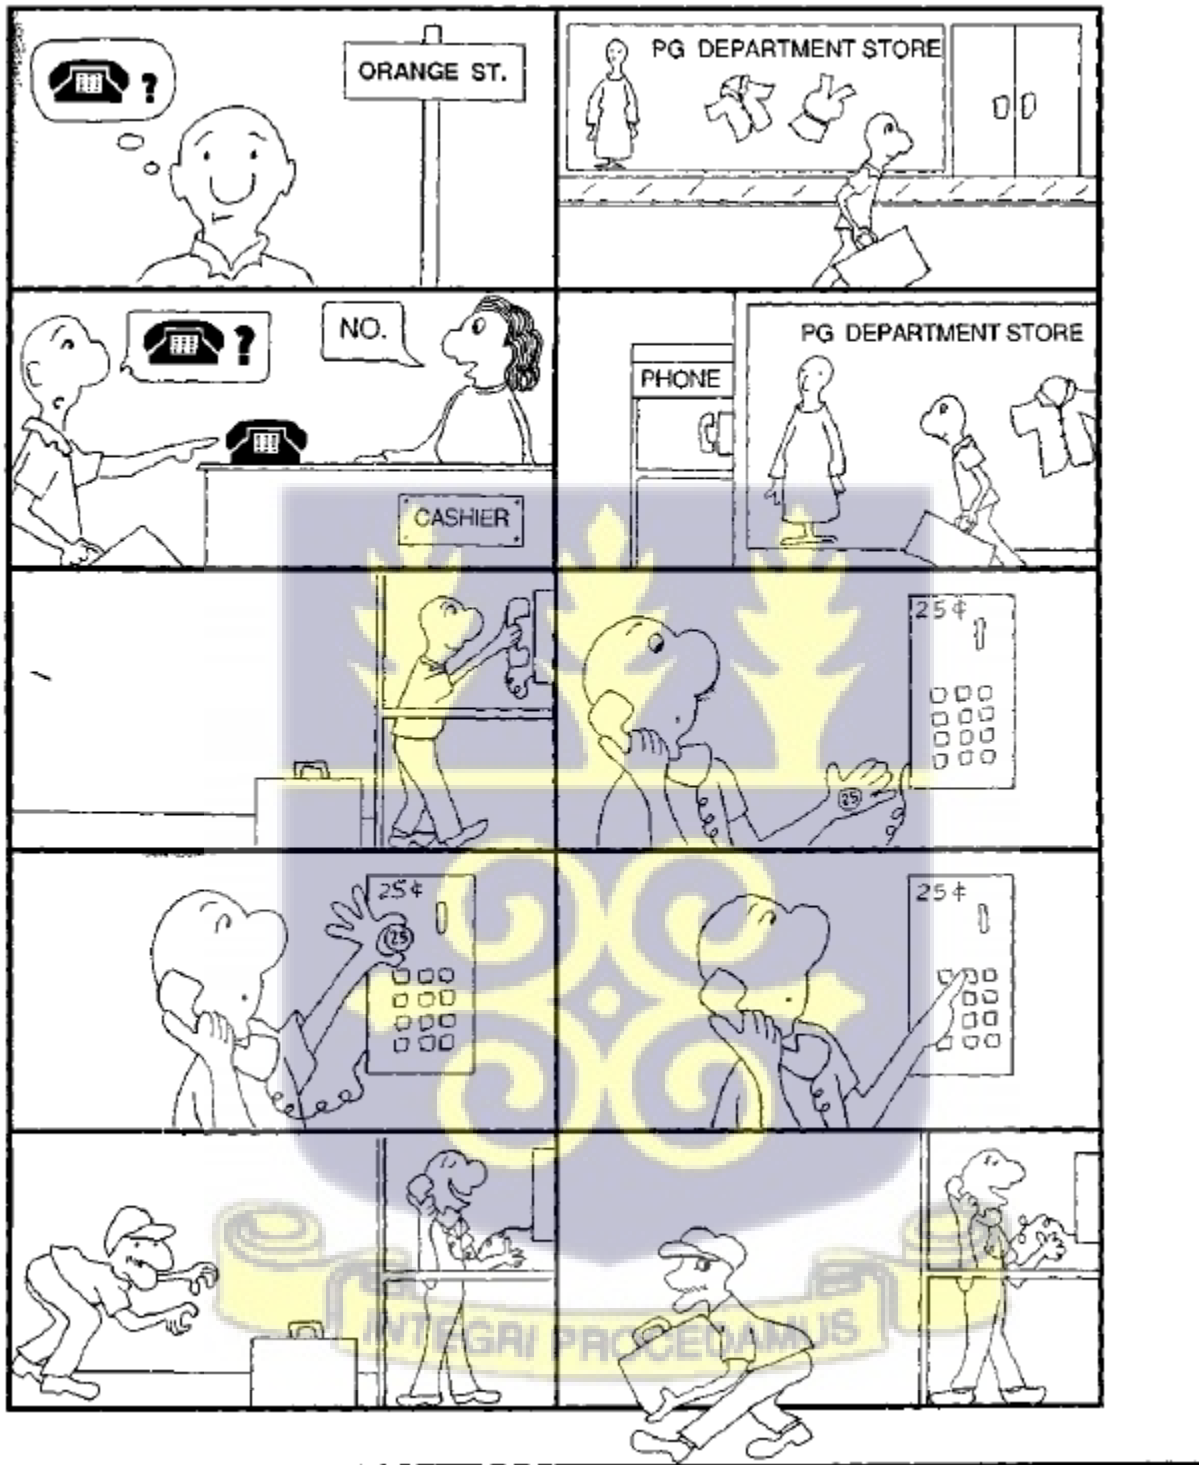 ?
ORANGE ST.
PG DEPARTMENT STORE
?
NO.
CASHIER
PHONE
PG DEPARTMENT STORE
25¢
25
25¢
25
25¢
INTEGRI PROCEDAMUS